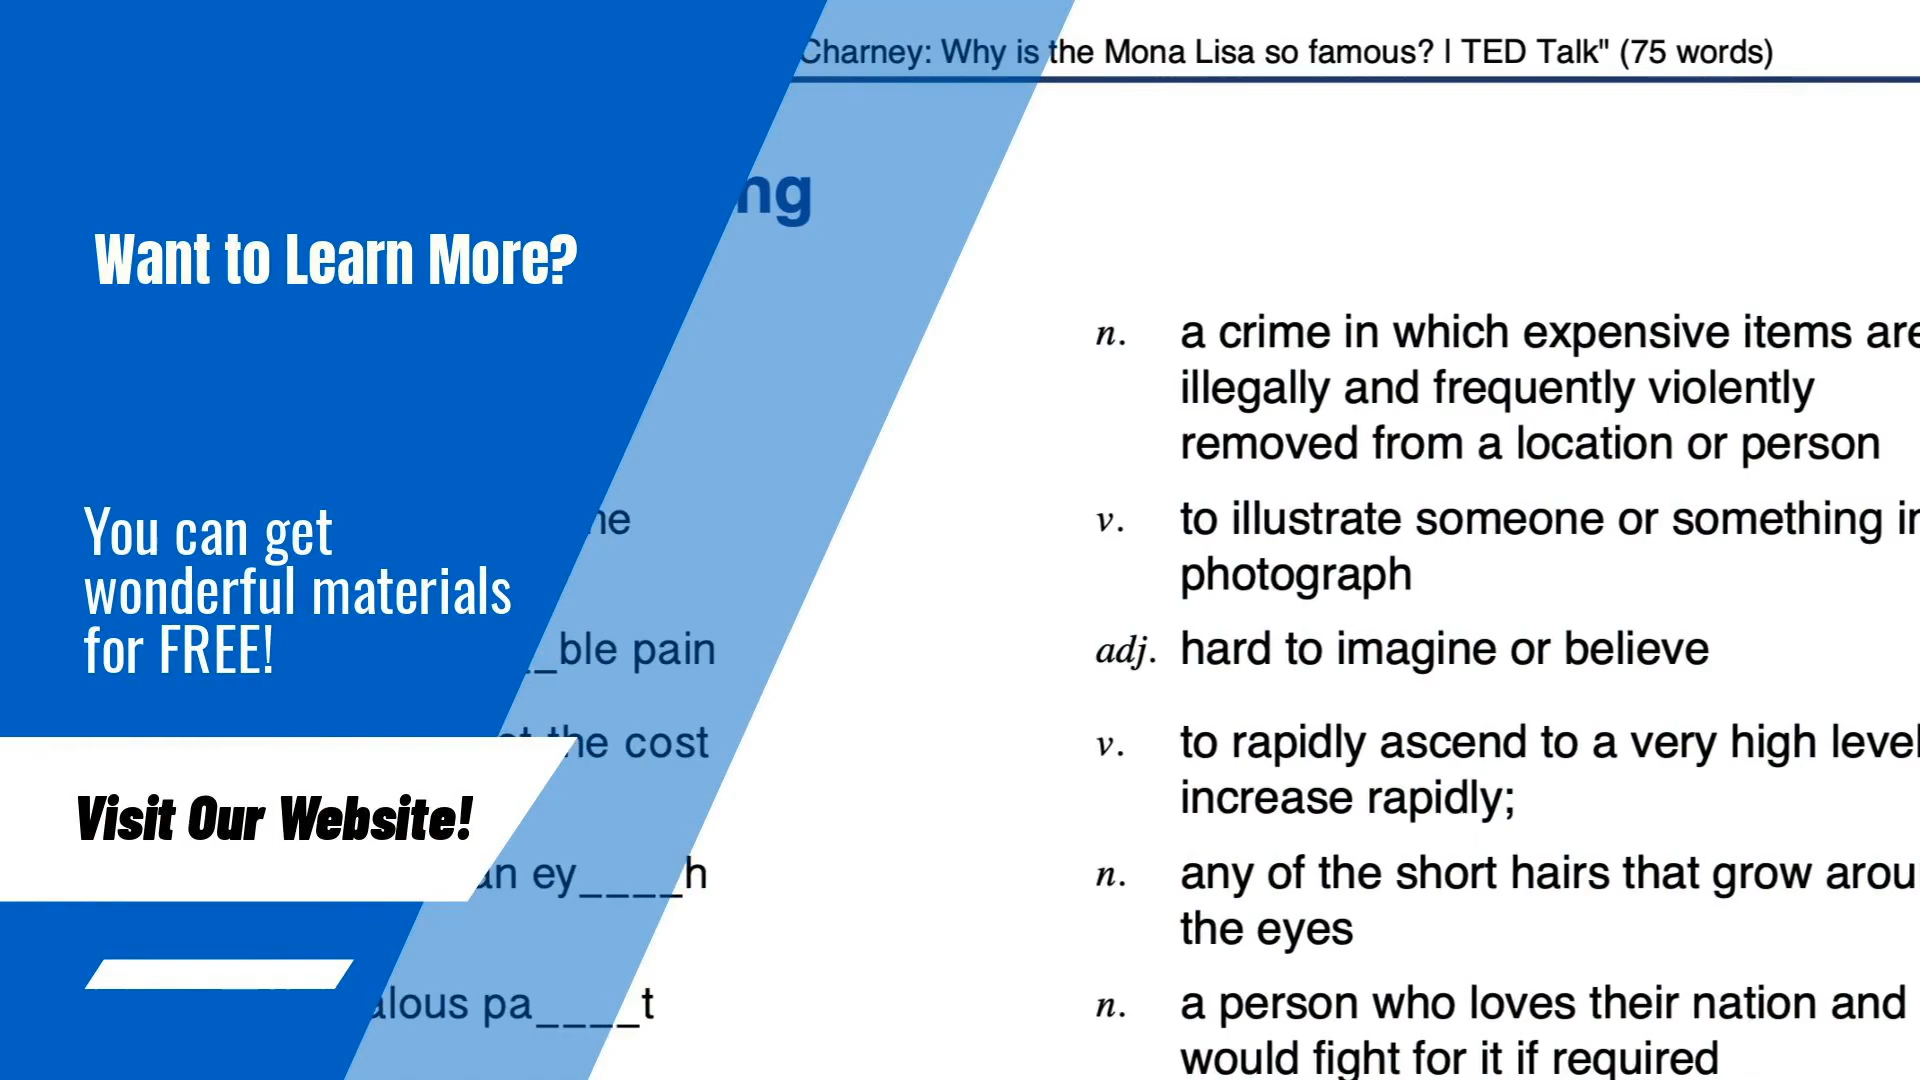 Charney: Why is the Mona Lisa so famous? | TED Talk" (75 words)
ng
Want to Learn More?
You can get
wonderful materials
for FREE!
Visit Our Website!
n. a crime in which expensive items are
illegally and frequently violently
removed from a location or person
he v. to illustrate someone or something in
photograph
__ble pain adj. hard to imagine or believe
the cost v. to rapidly ascend to a very high level
increase rapidly;
an ey____h n. any of the short hairs that grow arou
the eyes
alous pa____t n. a person who loves their nation and
would fight for it if required